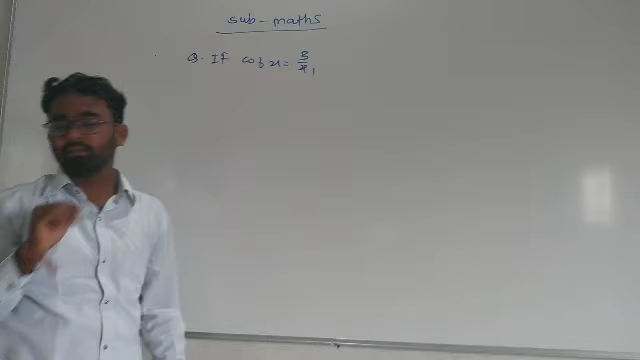 Sub-maths
Q. If cos x =